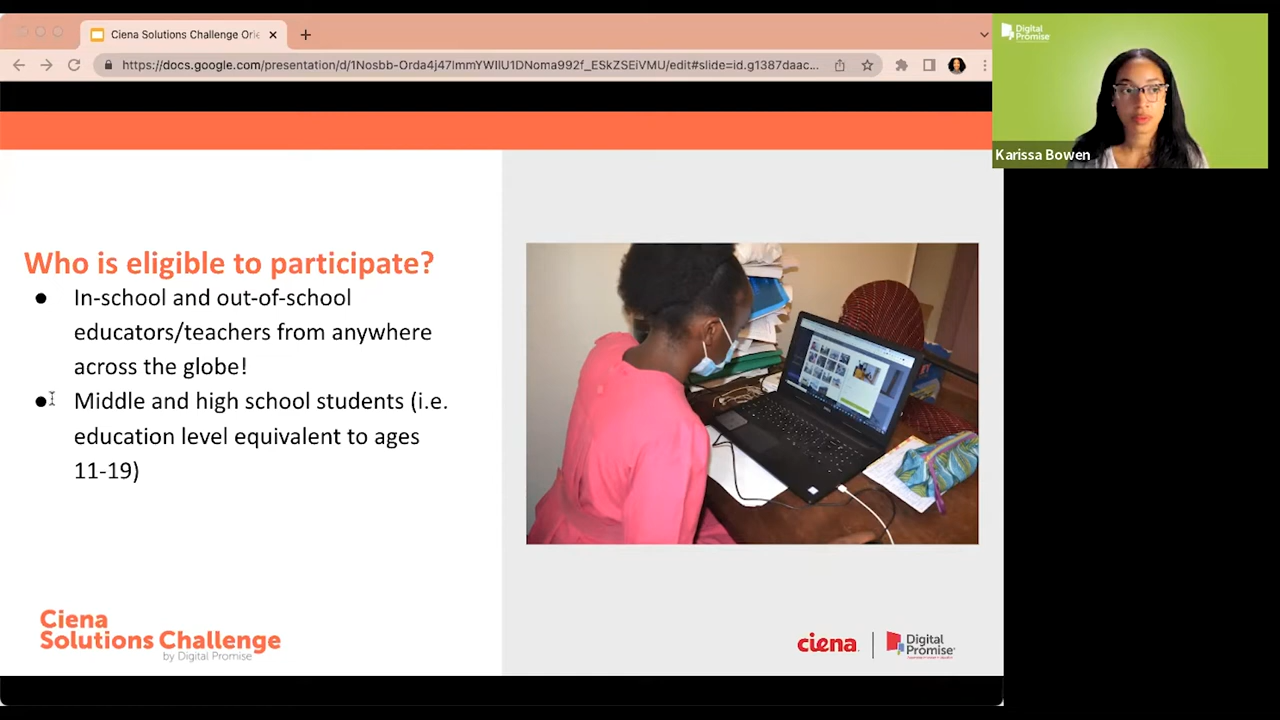 Ciena Solutions Challenge Orie
https://docs.google.com/presentation/d/1Nosbb-Orda4j47lmmYWIlU1DNoma992f_ESkZSEiVMU/edit#slide=id.g1387daac...
Digital
Promise
Karissa Bowen
Who is eligible to participate?
● In-school and out-of-school
educators/teachers from anywhere
across the globe!
● Middle and high school students (i.e.
education level equivalent to ages
11-19)
Ciena
Solutions Challenge
by Digital Promise
ciena
Digital
Promise